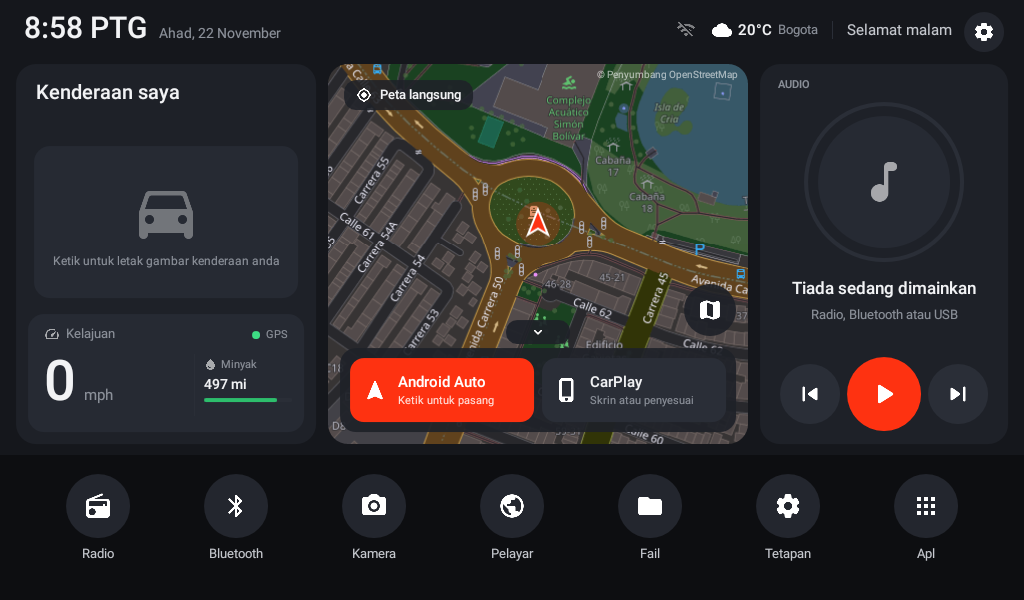 8:58 PTG
Ahad, 22 November
20°C Bogota
Selamat malam
Kenderaan saya
Ketik untuk letak gambar kenderaan anda
Kelajuan
GPS
0 mph
Minyak
497 mi
Peta langsung
© Penyumbang OpenStreetMap
Complejo
Acuático
Simón
Bolívar
Isla de
Cria
Cabaña
17
Cabaña
18
Carrera 55
Calle 61
Carrera 54A
Carrera 54
Carrera 53
Carrera 50
45-21
46-28
Calle 62
Carrera 45
Avenida Ca
P
Edificio
Calle 60
Android Auto
Ketik untuk pasang
CarPlay
Skrin atau penyesuai
AUDIO
Tiada sedang dimainkan
Radio, Bluetooth atau USB
Radio
Bluetooth
Kamera
Pelayar
Fail
Tetapan
Apl